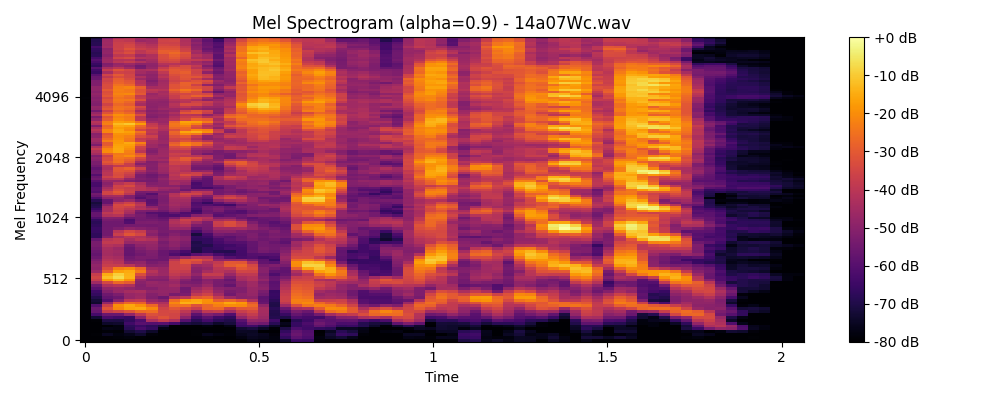 Mel Spectrogram (alpha=0.9) - 14a07Wc.wav
Mel Frequency
4096
2048
1024
512
0
0
0.5
1
1.5
2
Time
+0 dB
-10 dB
-20 dB
-30 dB
-40 dB
-50 dB
-60 dB
-70 dB
-80 dB